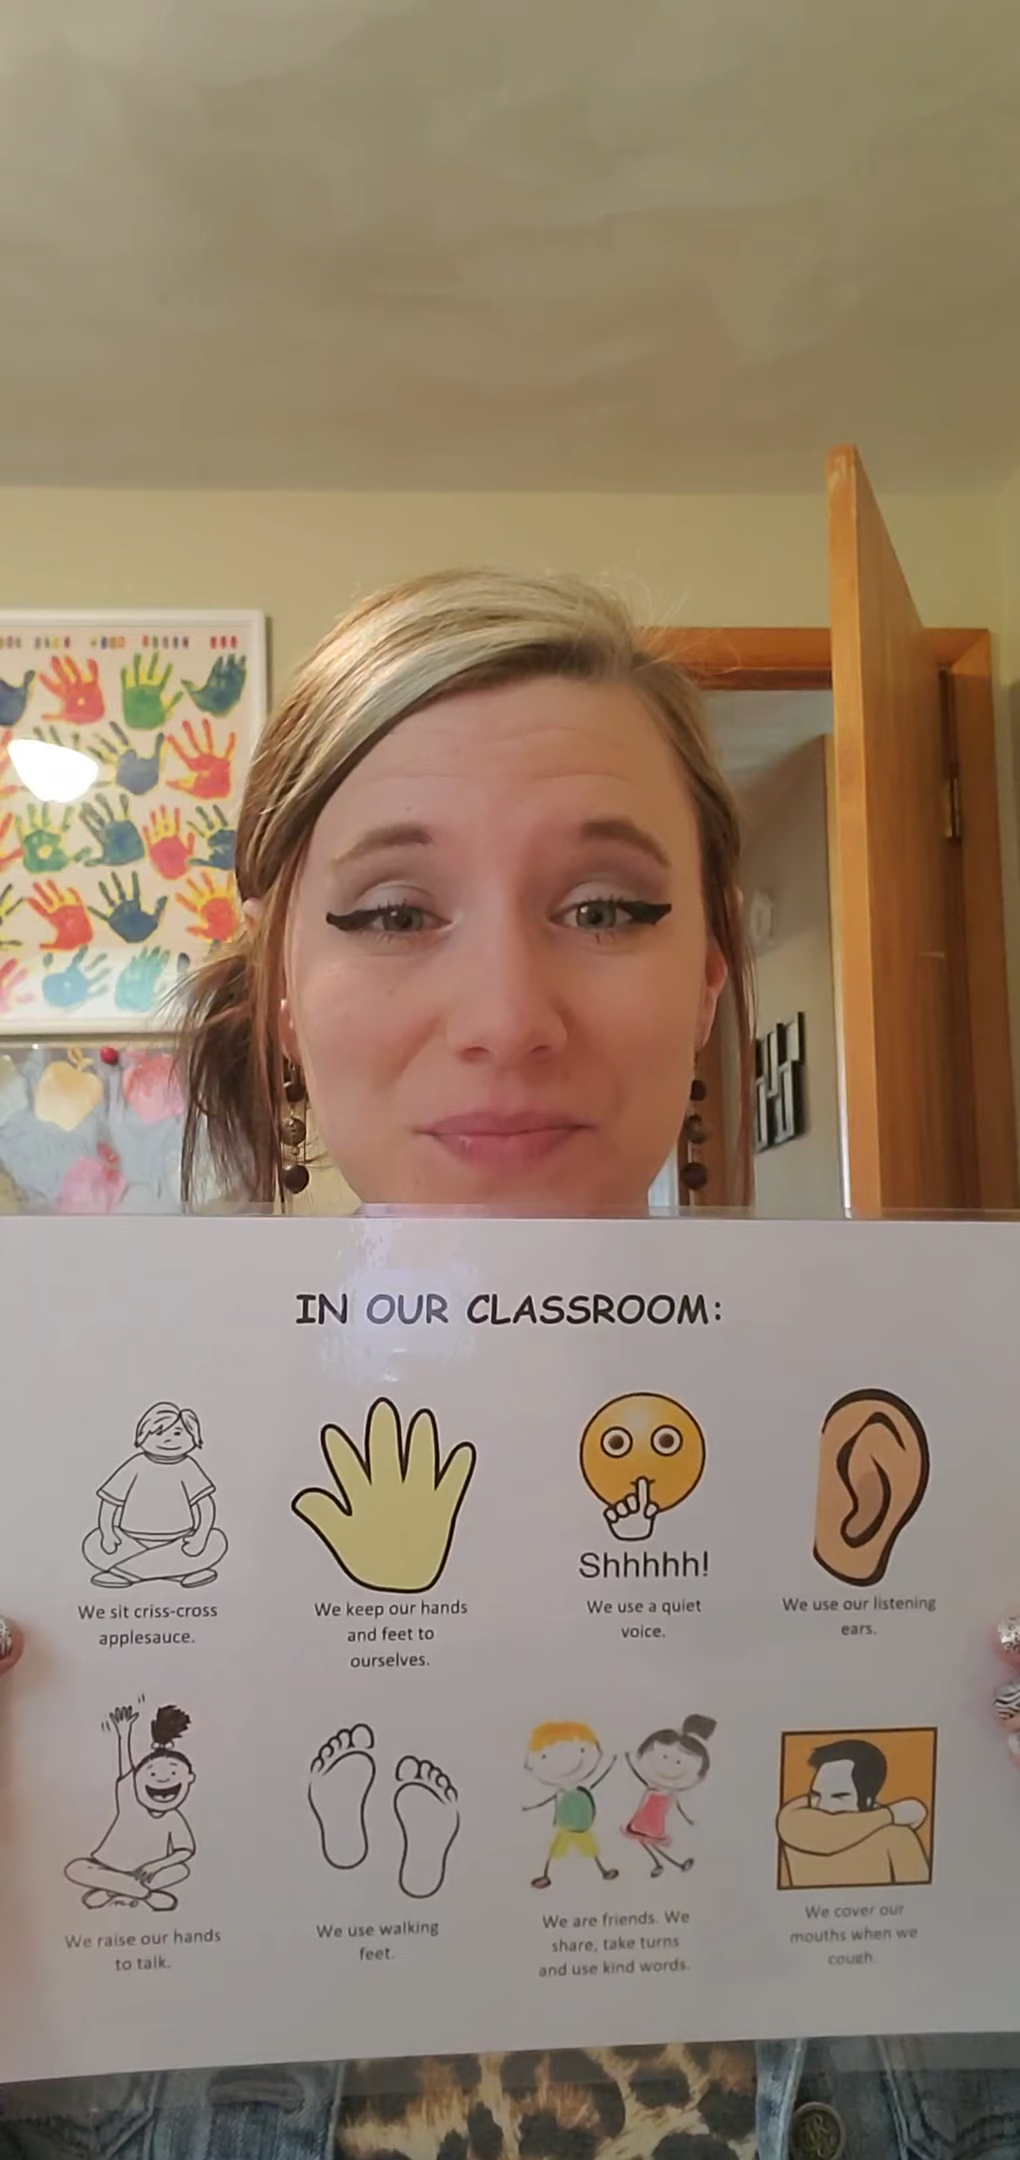 IN OUR CLASSROOM:
We sit criss-cross
applesauce.
We keep our hands
and feet to
ourselves.
Shhhhh!
We use a quiet
voice.
We use our listening
ears.
We raise our hands
to talk.
We use walking
feet.
We are friends. We
share, take turns
and use kind words.
We cover our
mouths when we
cough.